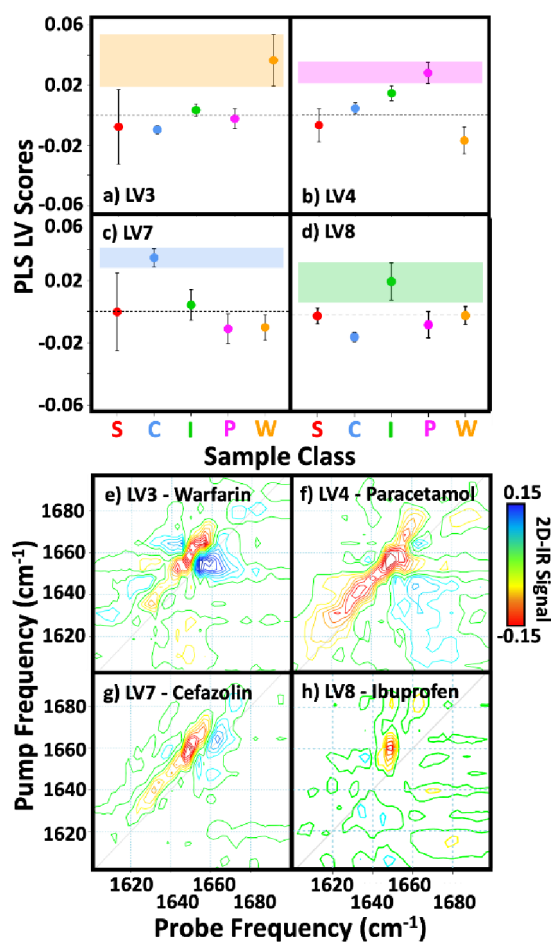 PLS LV Scores
0.06
0.02
-0.02
-0.06
a) LV3
b) LV4
0.06
0.02
-0.02
-0.06
c) LV7
d) LV8
S C I P W S C I P W
Sample Class
Pump Frequency (cm-1)
1680
1660
1640
1620
e) LV3 - Warfarin
f) LV4 - Paracetamol
0.15
2D-IR Signal
-0.15
1680
1660
1640
1620
g) LV7 - Cefazolin
h) LV8 - Ibuprofen
1620 1660 1620 1660
1640 1680 1640 1680
Probe Frequency (cm-1)